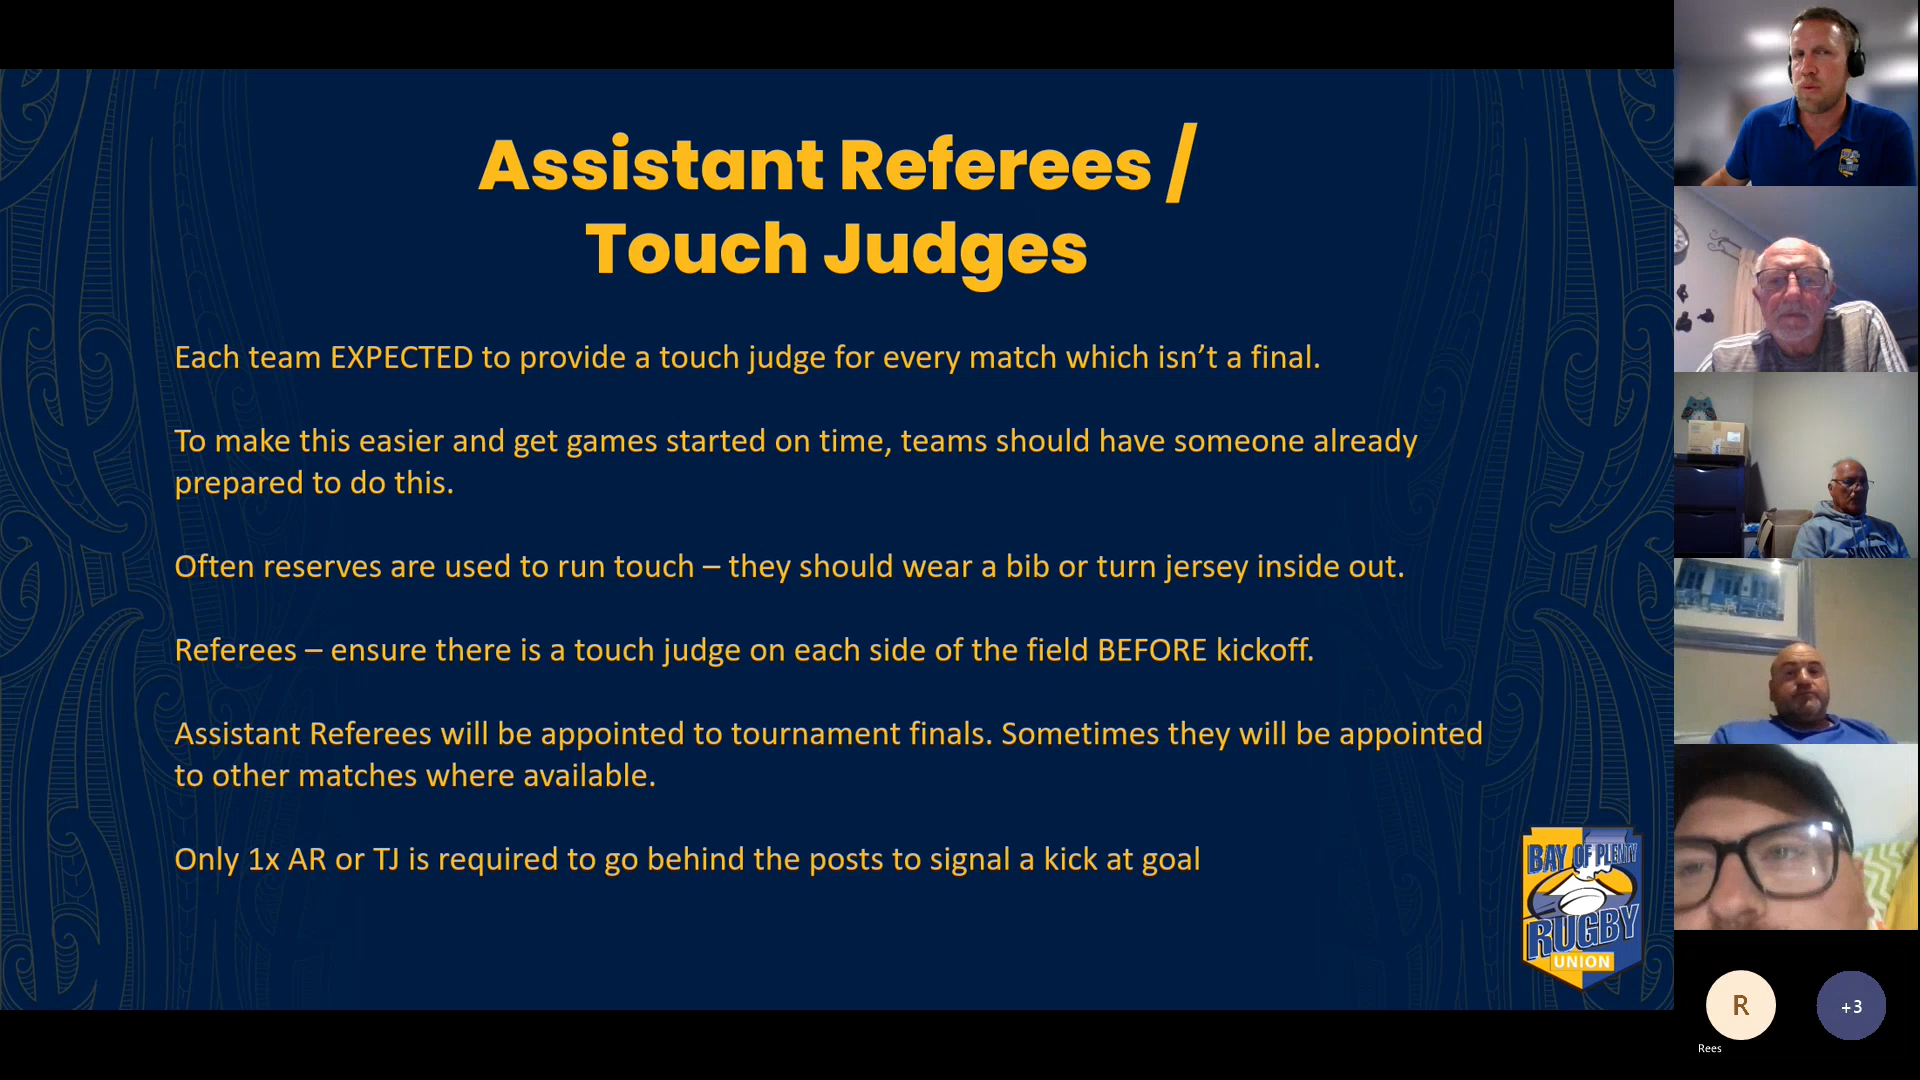 Assistant Referees /
Touch Judges
Each team EXPECTED to provide a touch judge for every match which isn't a final.
To make this easier and get games started on time, teams should have someone already
prepared to do this.
Often reserves are used to run touch – they should wear a bib or turn jersey inside out.
Referees – ensure there is a touch judge on each side of the field BEFORE kickoff.
Assistant Referees will be appointed to tournament finals. Sometimes they will be appointed
to other matches where available.
Only 1x AR or TJ is required to go behind the posts to signal a kick at goal
BAY OF PLENTY
RUGBY
UNION
R
+3
Rees